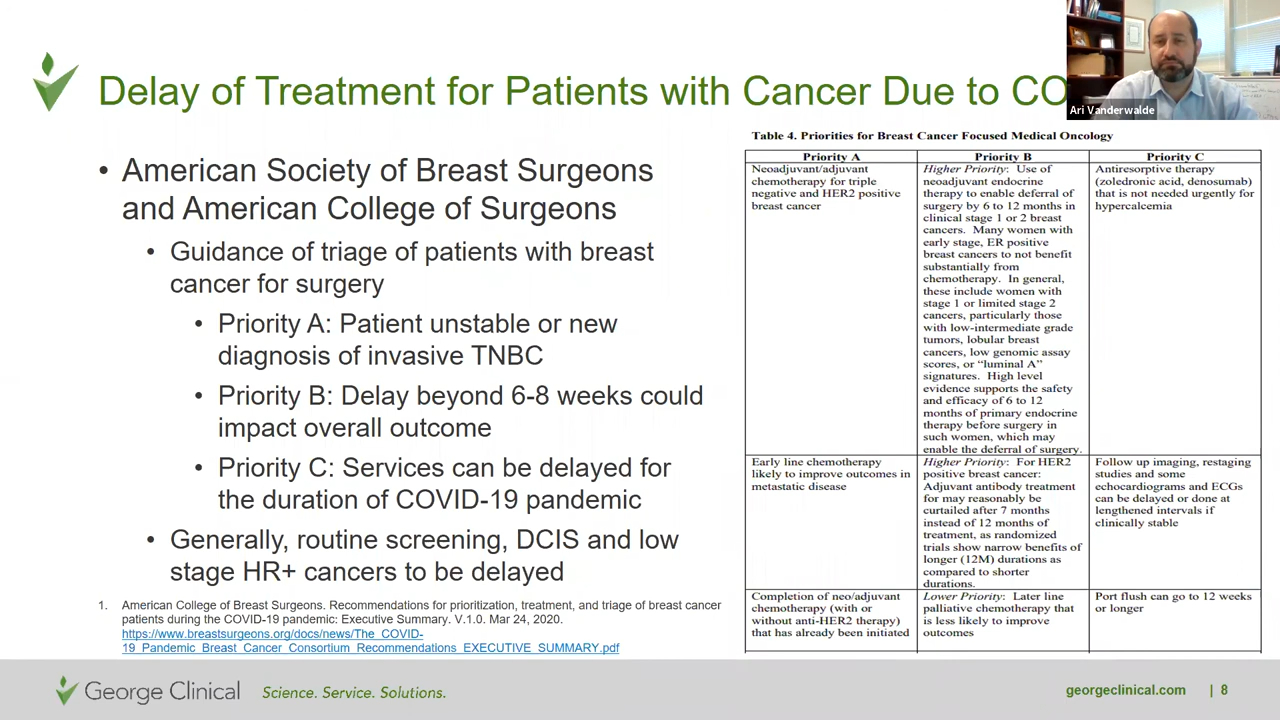 Delay of Treatment for Patients with Cancer Due to CO
Ari Vanderwalde
• American Society of Breast Surgeons
and American College of Surgeons
• Guidance of triage of patients with breast
cancer for surgery
• Priority A: Patient unstable or new
diagnosis of invasive TNBC
• Priority B: Delay beyond 6-8 weeks could
impact overall outcome
• Priority C: Services can be delayed for
the duration of COVID-19 pandemic
• Generally, routine screening, DCIS and low
stage HR+ cancers to be delayed
1. American College of Breast Surgeons. Recommendations for prioritization, treatment, and triage of breast cancer
patients during the COVID-19 pandemic: Executive Summary. V.1.0. Mar 24, 2020.
https://www.breastsurgeons.org/docs/news/The_COVID-
19_Pandemic_Breast_Cancer_Consortium_Recommendations_EXECUTIVE_SUMMARY.pdf
Table 4. Priorities for Breast Cancer Focused Medical Oncology
Priority A
Priority B
Priority C
Neoadjuvant/adjuvant
chemotherapy for triple
negative and HER2 positive
breast cancer
Higher Priority: Use of
neoadjuvant endocrine
therapy to enable deferral of
surgery by 6 to 12 months in
clinical stage 1 or 2 breast
cancers. Many women with
early stage, ER positive
breast cancers to not benefit
substantially from
chemotherapy. In general,
these include women with
stage 1 or limited stage 2
cancers, particularly those
with low-intermediate grade
tumors, lobular breast
cancers, low genomic assay
scores, or “luminal A”
signatures. High level
evidence supports the safety
and efficacy of 6 to 12
months of primary endocrine
therapy before surgery in
such women, which may
enable the deferral of surgery.
Antiresorptive therapy
(zoledronic acid, denosumab)
that is not needed urgently for
hypercalcemia
Early line chemotherapy
likely to improve outcomes in
metastatic disease
Higher Priority: For HER2
positive breast cancer:
Adjuvant antibody treatment
for may reasonably be
curtailed after 7 months
instead of 12 months of
treatment, as randomized
trials show narrow benefits of
longer (12M) durations as
compared to shorter
durations.
Follow up imaging, restaging
studies and some
echocardiograms and ECGs
can be delayed or done at
lengthened intervals if
clinically stable
Completion of neo/adjuvant
chemotherapy (with or
without anti-HER2 therapy)
that has already been initiated
Lower Priority: Later line
palliative chemotherapy that
is less likely to improve
outcomes
Port flush can go to 12 weeks
or longer
George Clinical
Science. Service. Solutions.
georgeclinical.com | 8